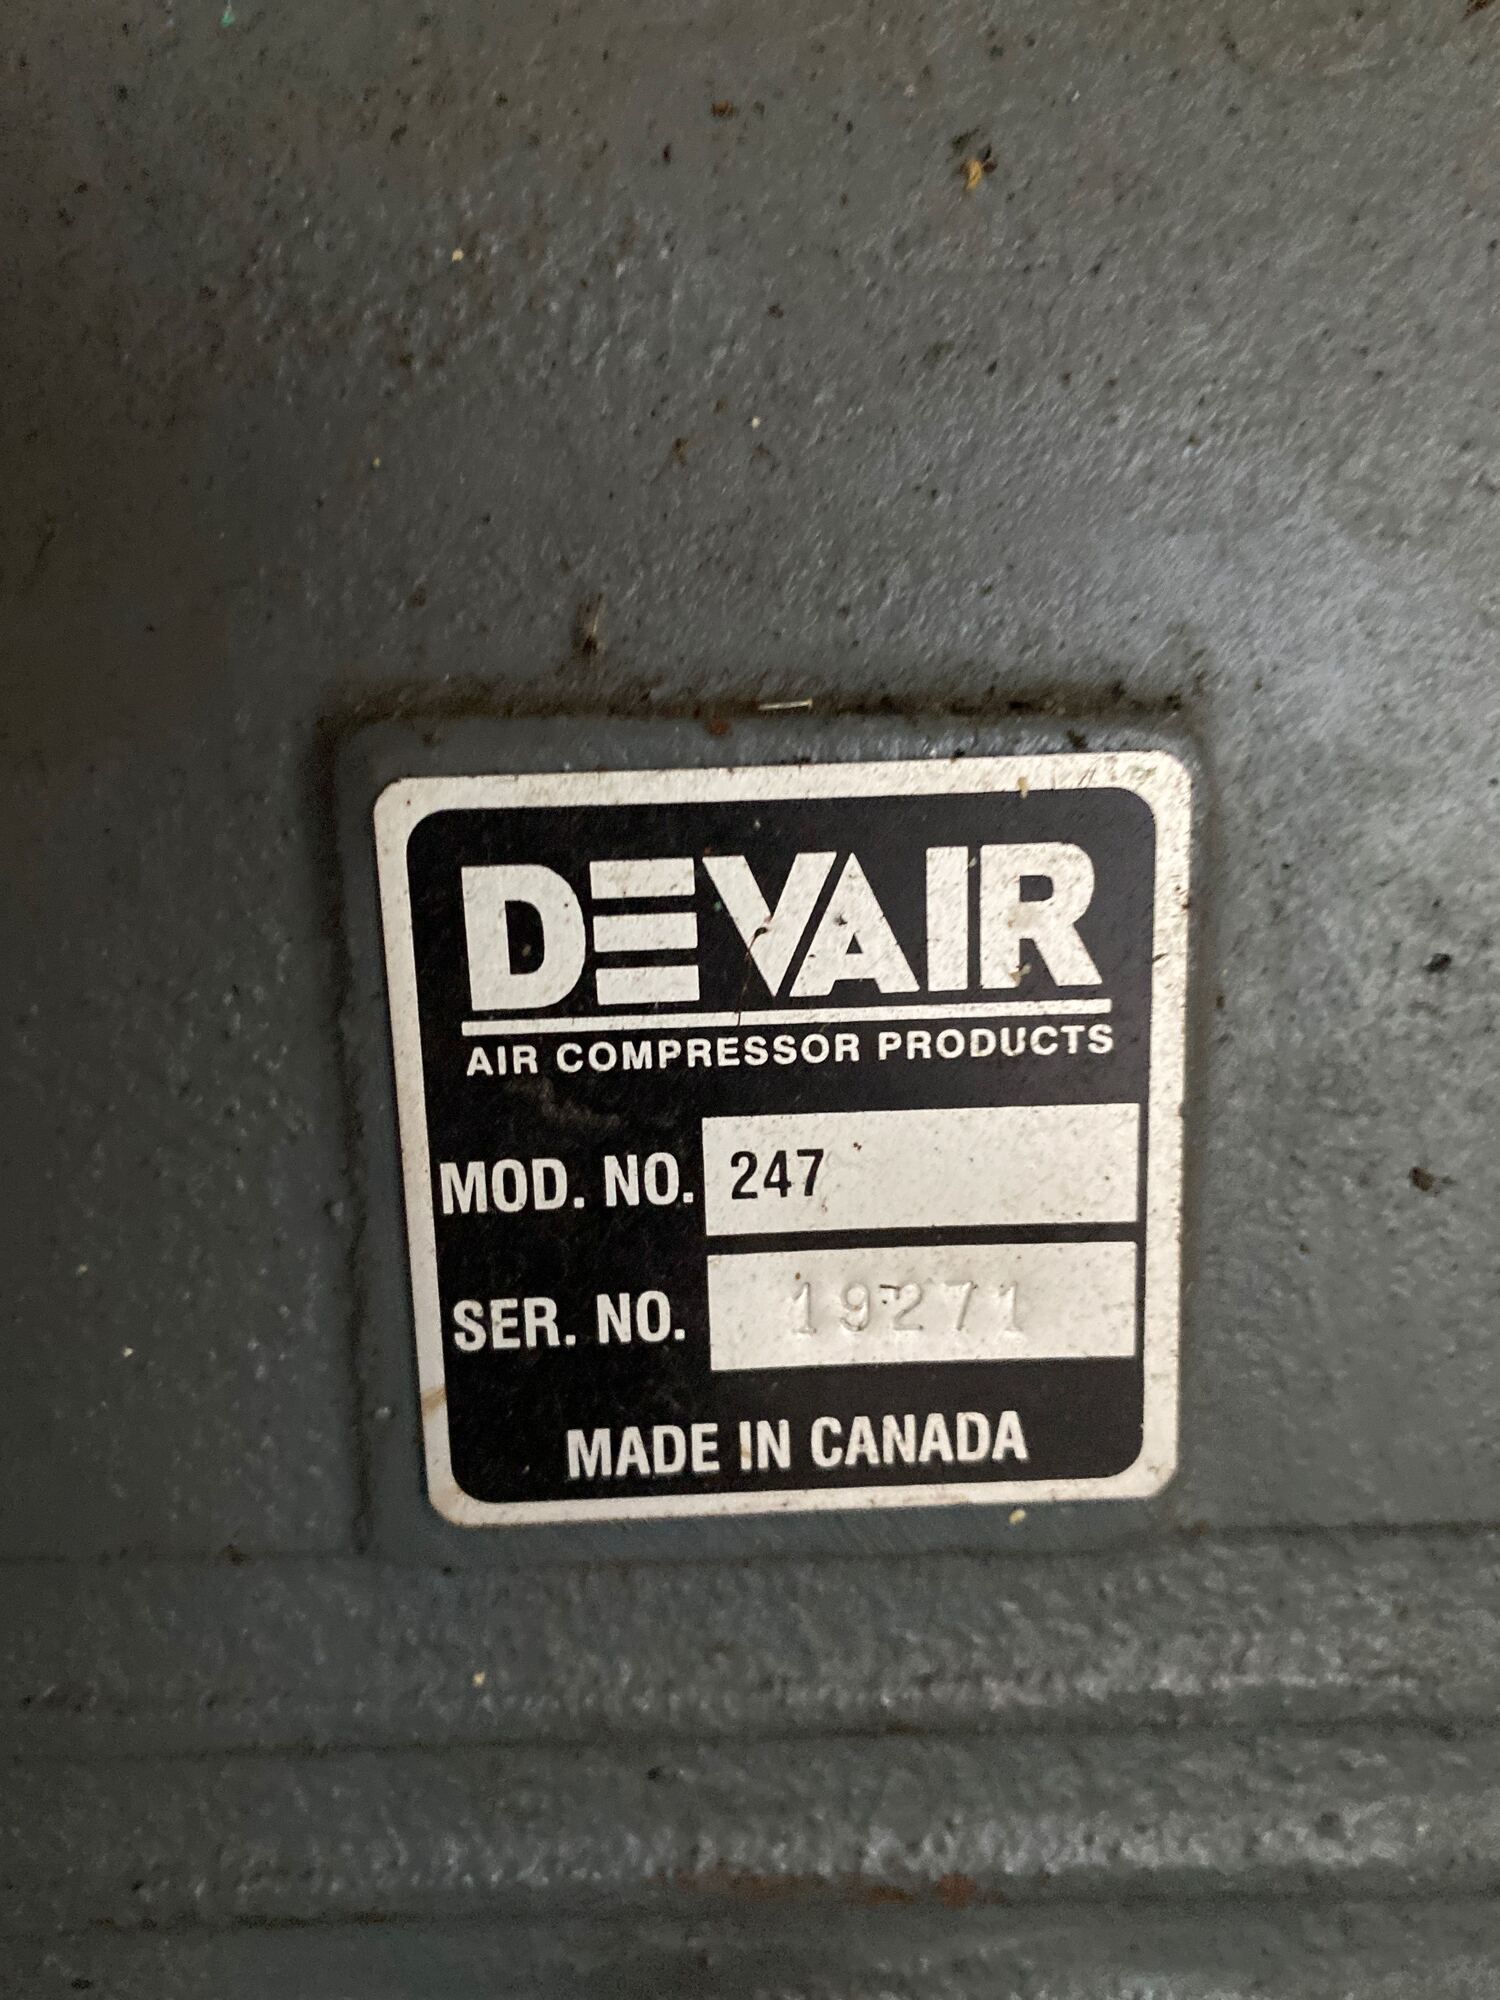 DEVAIR
AIR COMPRESSOR PRODUCTS
MOD. NO. 247
SER. NO. 19271
MADE IN CANADA